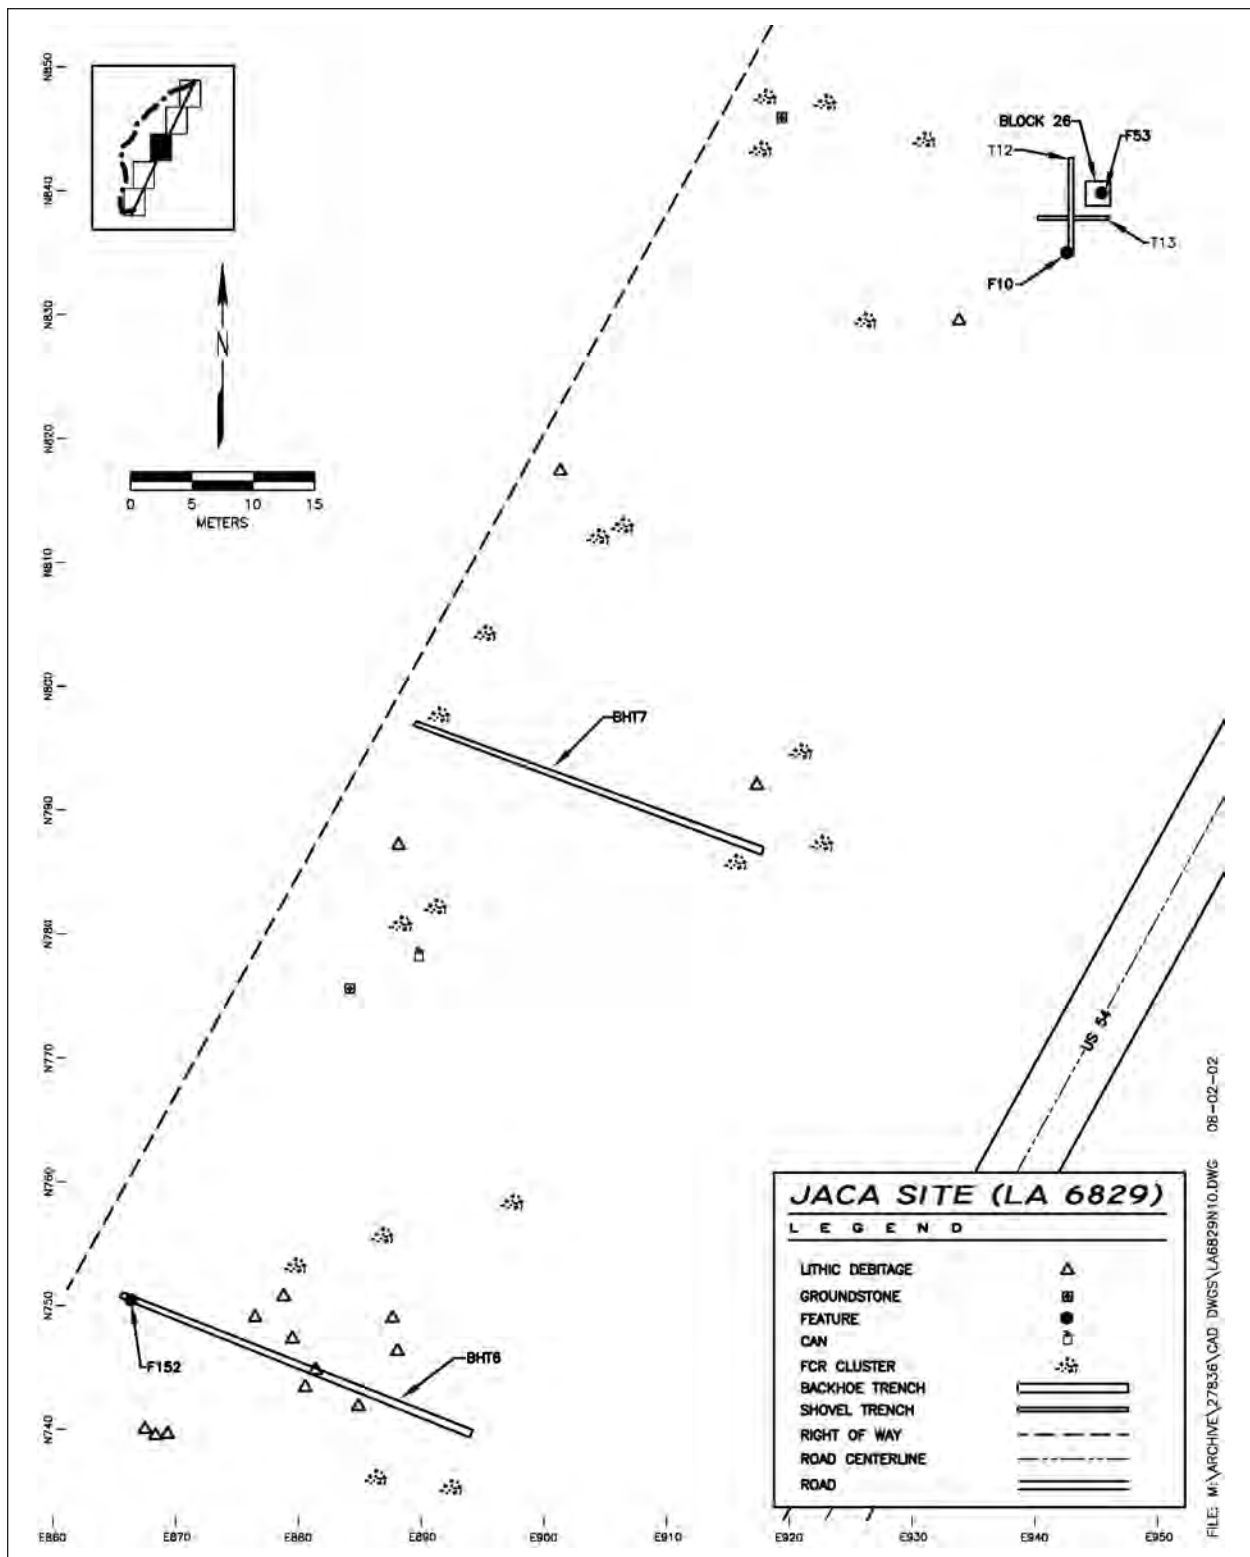 N850
N840
N830
N820
N810
N800
N790
N780
N770
N760
N750
N740
N
0 5 10 15
METERS
BLOCK 26
F53
T12
T13
F10
BHT7
US 54
F152
BHT6
JACA SITE (LA 6829)
LEGEND
LITHIC DEBITAGE
GROUNDSTONE
FEATURE
CAN
FCR CLUSTER
BACKHOE TRENCH
SHOVEL TRENCH
RIGHT OF WAY
ROAD CENTERLINE
ROAD
E860 E870 E880 E890 E900 E910 E920 E930 E940 E950
FILE: M:\ARCHIVE\27836\CAD DWGS\LA6829N10.DWG 08-02-02